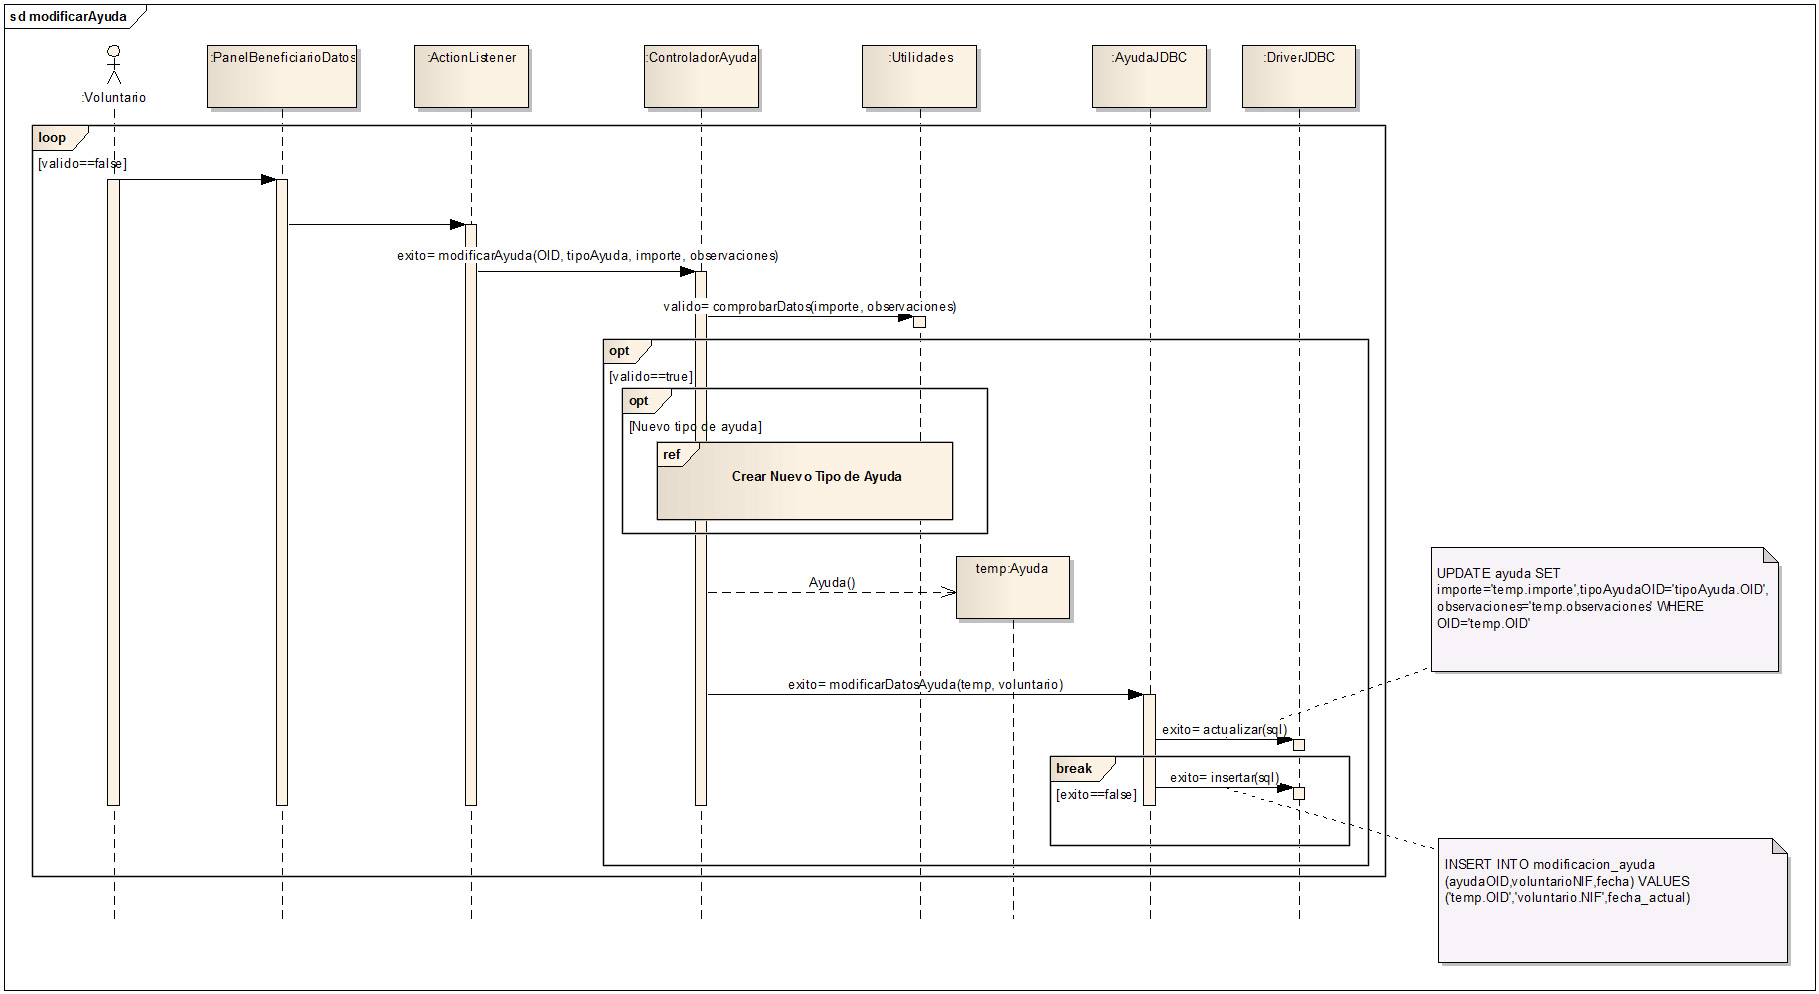 sd modificarAyuda
:Voluntario
:PanelBeneficiarioDatos
:ActionListener
:ControladorAyuda
:Utilidades
:AyudaJDBC
:DriverJDBC
loop
[valido==false]
exito= modificarAyuda(OID, tipoAyuda, importe, observaciones)
valido= comprobarDatos(importe, observaciones)
opt
[valido==true]
opt
[Nuevo tipo de ayuda]
ref
Crear Nuevo Tipo de Ayuda
temp:Ayuda
Ayuda()
UPDATE ayuda SET
importe='temp.importe',tipoAyudaOID='tipoAyuda.OID',
observaciones='temp.observaciones' WHERE
OID='temp.OID'
exito= modificarDatosAyuda(temp, voluntario)
exito= actualizar(sql)
break
[exito==false]
exito= insertar(sql)
INSERT INTO modificacion_ayuda
(ayudaOID,voluntarioNIF,fecha) VALUES
('temp.OID','voluntario.NIF',fecha_actual)